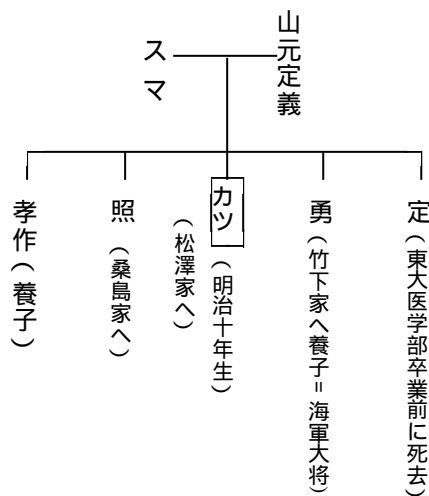 山元定義
スマ
定（東大医学部卒業前に死去）
勇（竹下家へ養子＝海軍大将）
カツ（明治十年生）
（松澤家へ）
照（桑島家へ）
孝作（養子）